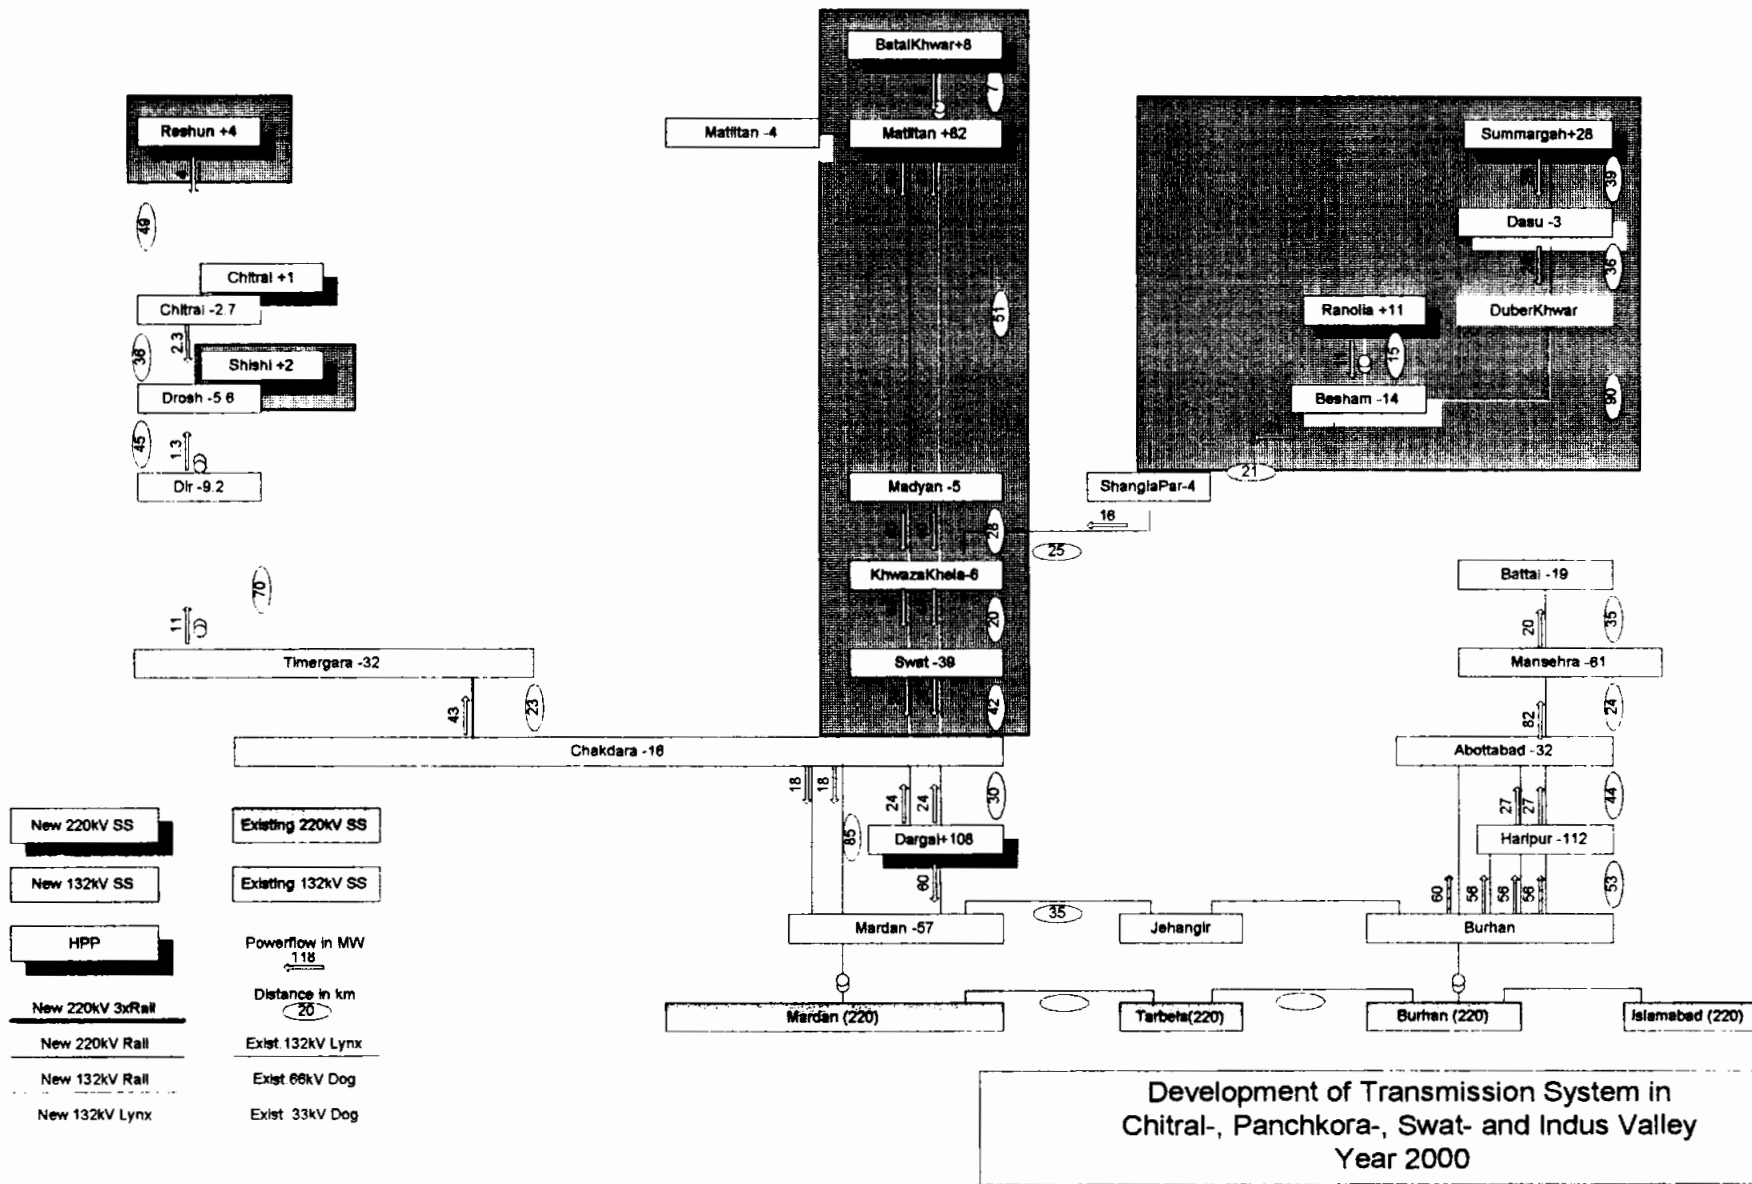 BatalKhwar+8
7
Reshun +4
Matiltan -4
Matiltan +82
Summargah+28
39
49
Dasu -3
36
Chitral +1
Chitral -2.7
Ranolia +11
DuberKhwar
51
2.3
36
15
Shishi +2
Drosh -5.6
Besham -14
90
45
1.3
21
Dir -9.2
Madyan -5
ShanglaPar-4
16
28
25
KhwazaKhela-6
Battal -19
70
11
20
20
35
Timergara -32
Swat -39
Mansehra -61
43
23
42
82
24
Chakdara -16
Abottabad -32
18
18
24
24
30
27
27
44
New 220kV SS
Existing 220kV SS
85
Dargai+108
Haripur -112
New 132kV SS
Existing 132kV SS
60
60
56
56
56
53
HPP
Powerflow in MW
118
Mardan -57
35
Jehangir
Burhan
New 220kV 3xRail
Distance in km
20
Mardan (220)
Tarbela(220)
Burhan (220)
Islamabad (220)
New 220kV Rail
Exist.132kV Lynx
New 132kV Rail
Exist.66kV Dog
New 132kV Lynx
Exist 33kV Dog
Development of Transmission System in
Chitral-, Panchkora-, Swat- and Indus Valley
Year 2000